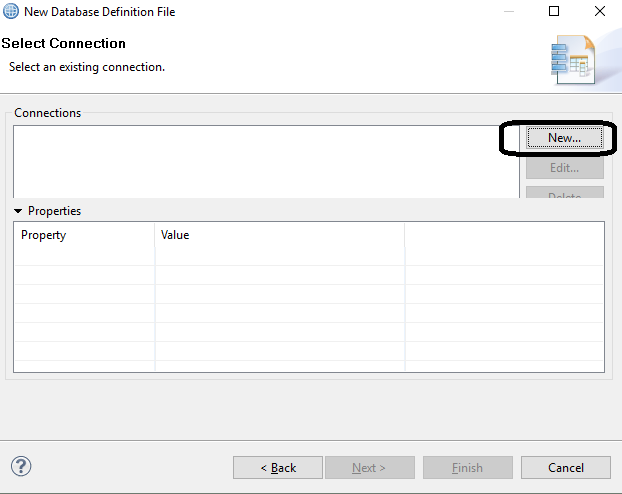 New Database Definition File
Select Connection
Select an existing connection.
Connections
New...
Edit...
Delete
Properties
Property Value
< Back Next > Finish Cancel